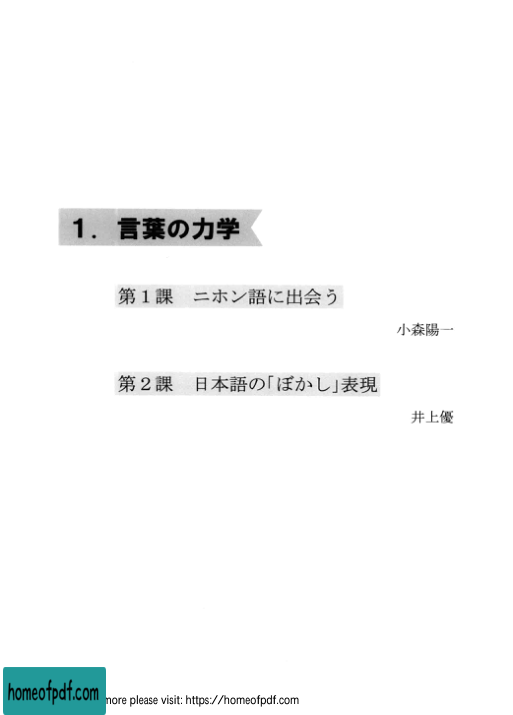 1. 言葉の力学
第1課　ニホン語に出会う
小森陽一
第2課　日本語の「ぼかし」表現
井上優
homeofpdf.com more please visit: https://homeofpdf.com